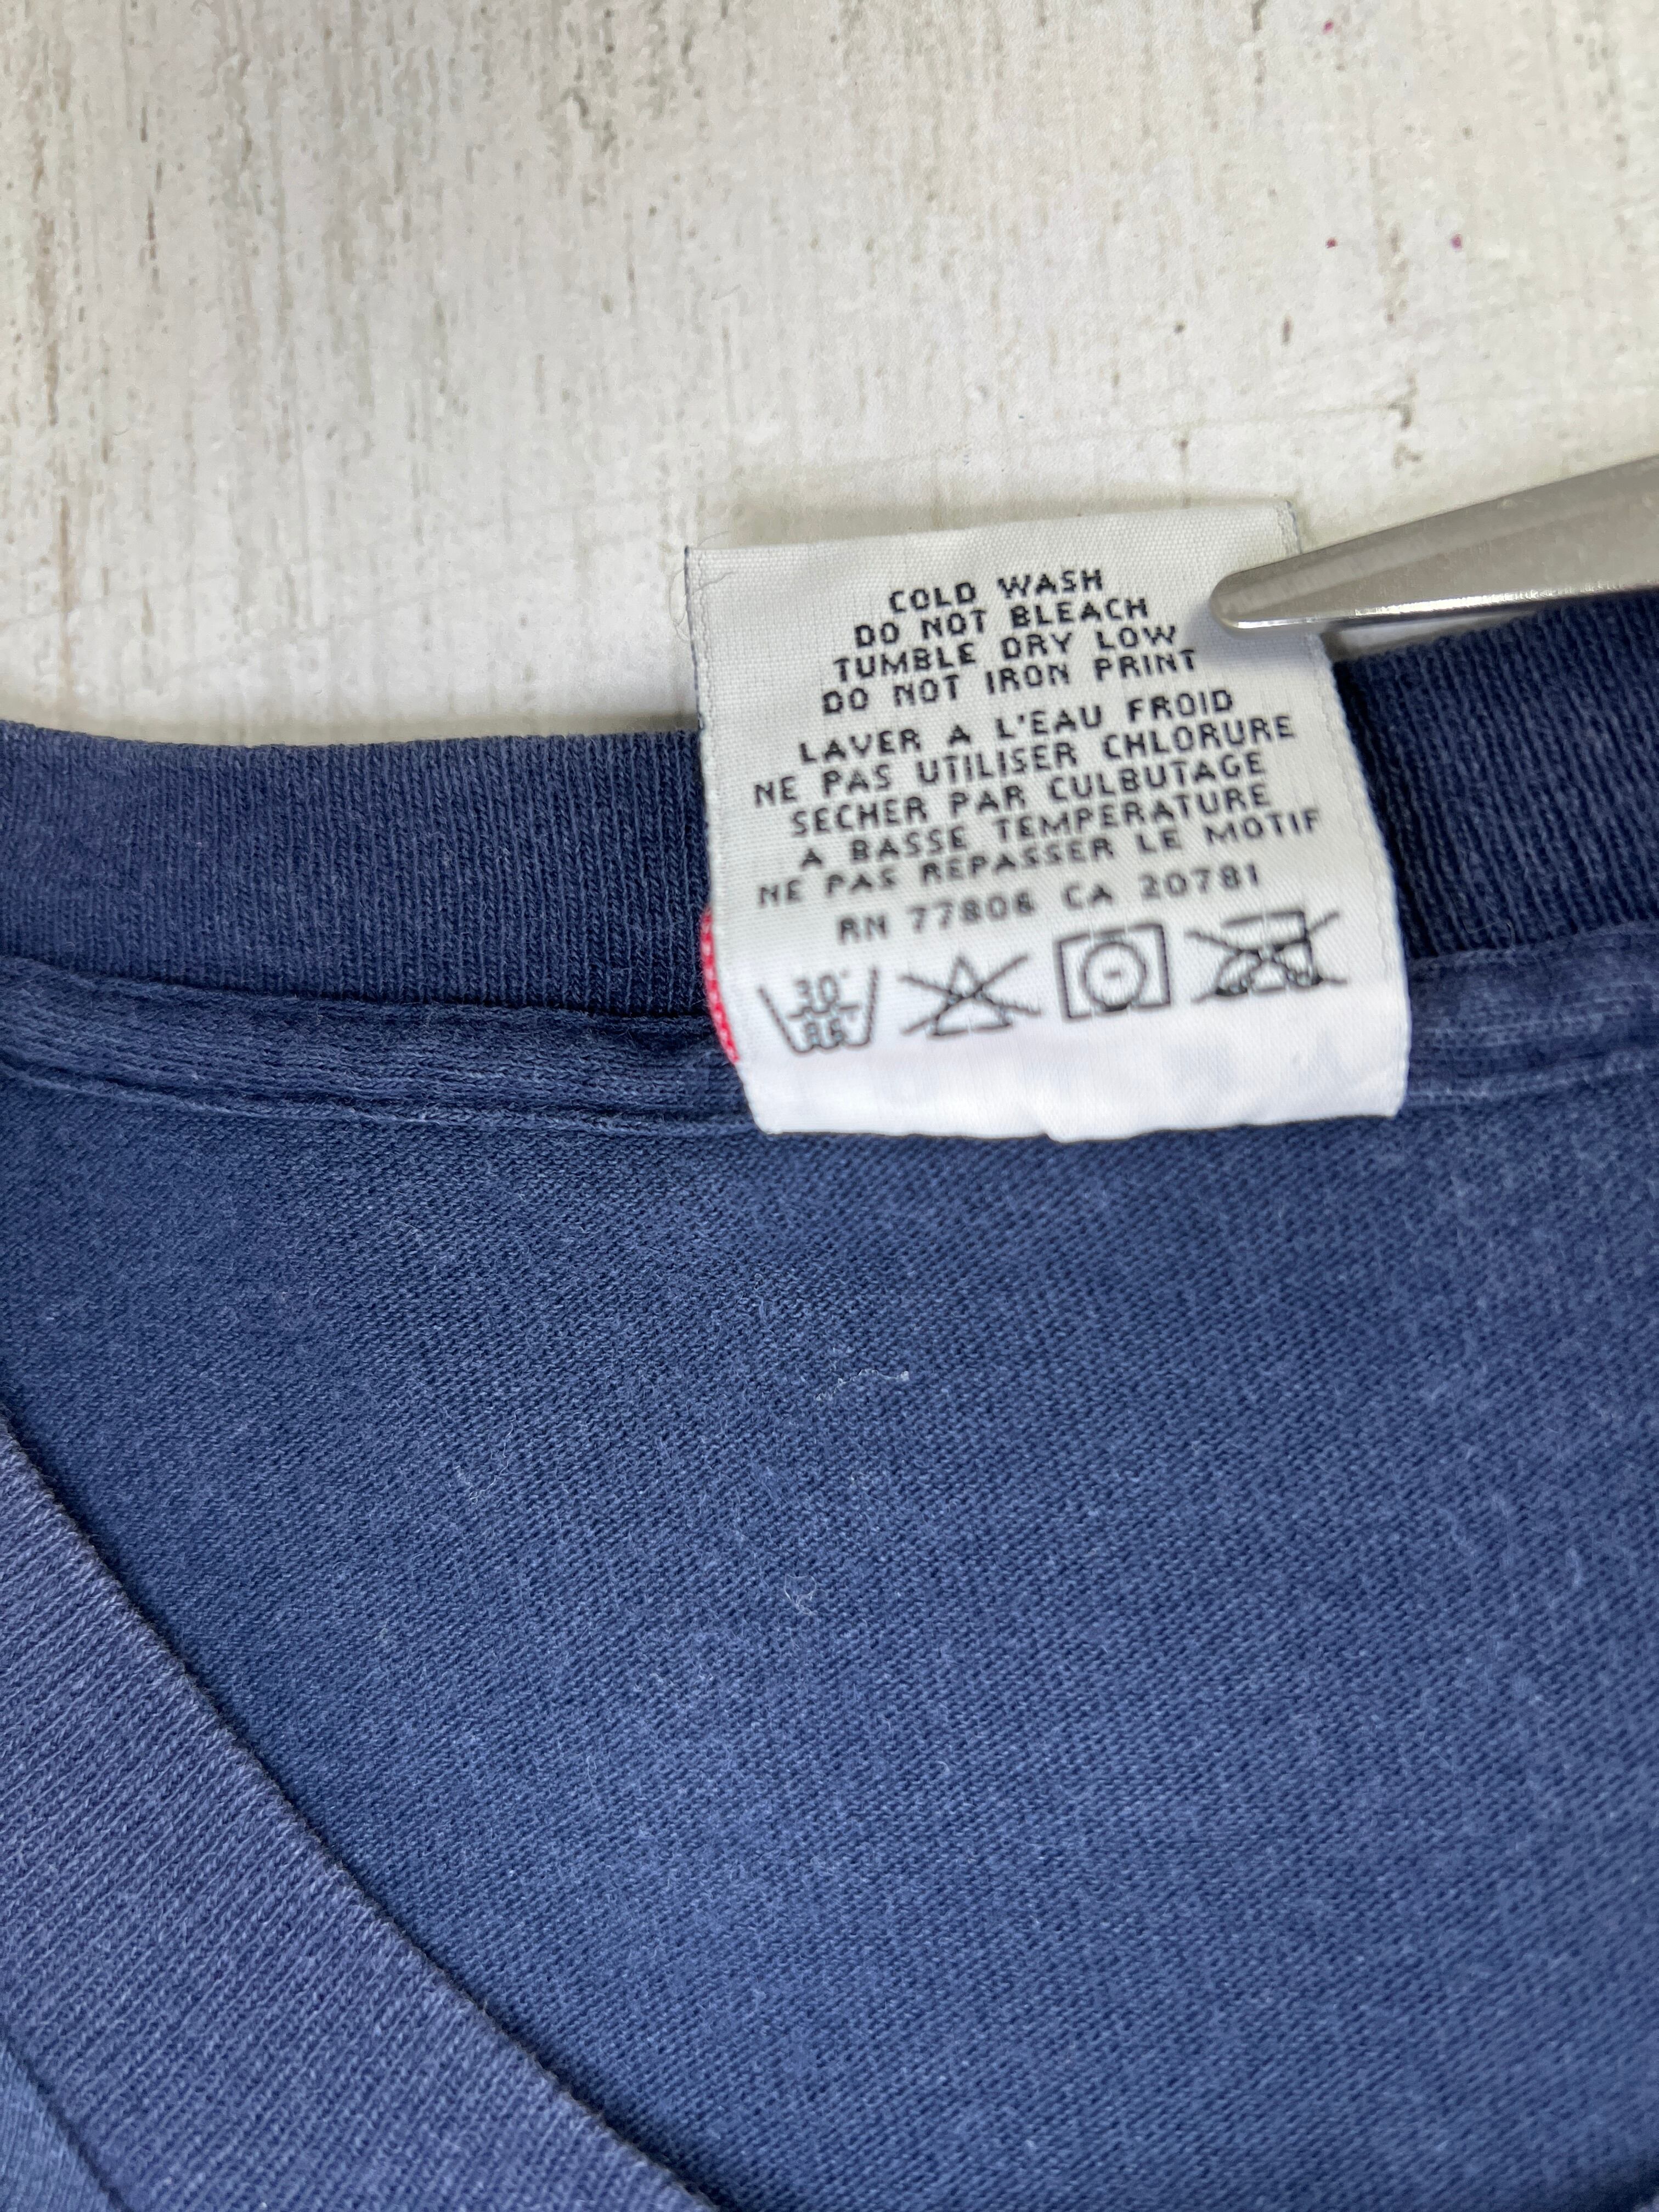 COLD WASH
DO NOT BLEACH
TUMBLE DRY LOW
DO NOT IRON PRINT
LAVER A L'EAU FROID
NE PAS UTILISER CHLORURE
SECHER PAR CULBUTAGE
A BASSE TEMPERATURE
NE PAS REPASSER LE MOTIF
RN 77806 CA 20781
30°
86°